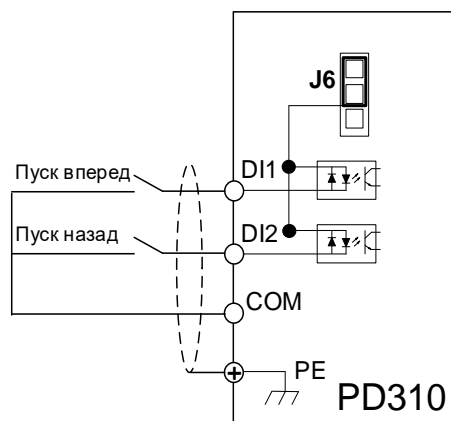 J6
Пуск вперед
DI1
Пуск назад
DI2
COM
PE
PD310